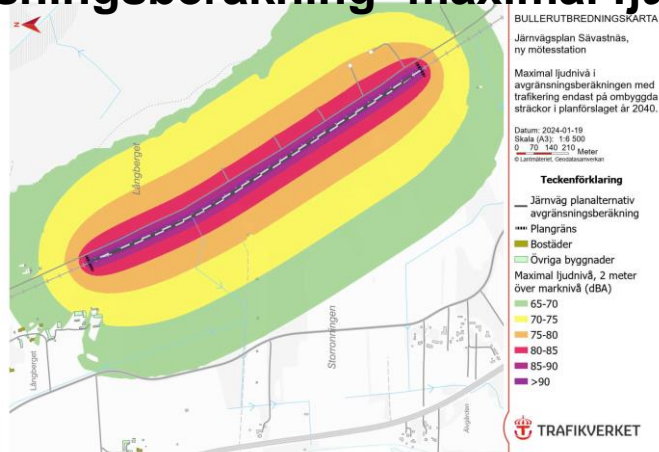 BULLERUTBREDNINGSKARTA
Järnvägsplan Sävastnäs,
ny mötesstation
Maximal ljudnivå i
avgränsningsberäkningen med
trafikering endast på ombyggda
sträckor i planförslaget år 2040.
Datum: 2024-01-19
Skala (A3): 1:6 500
0 70 140 210
Meter
© Lantmäteriet, Geodatasamverkan
Teckenförklaring
Järnväg planalternativ
avgränsningsberäkning
Plangräns
Bostäder
Övriga byggnader
Maximal ljudnivå, 2 meter
över marknivå (dBA)
65-70
70-75
75-80
80-85
85-90
>90
TRAFIKVERKET
N
Långberget
Långberget
Storrönningen